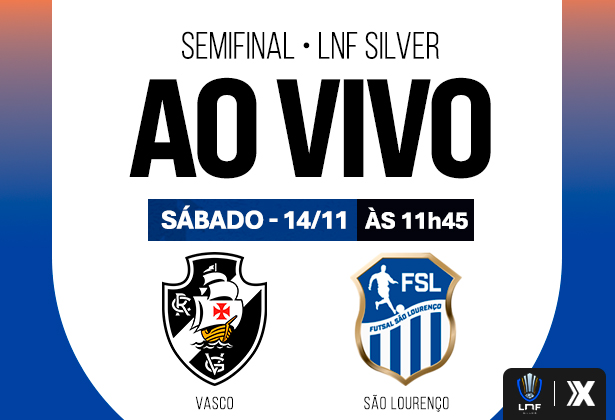 SEMIFINAL • LNF SILVER
AO VIVO
SÁBADO - 14/11 ÀS 11h45
FSL
FUTSAL SÃO LOURENÇO
VASCO
SÃO LOURENÇO
LNF